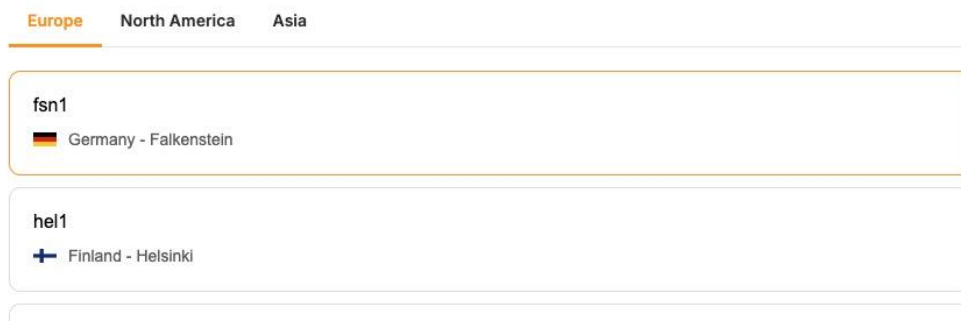 Europe North America Asia
fsn1
Germany - Falkenstein
hel1
Finland - Helsinki